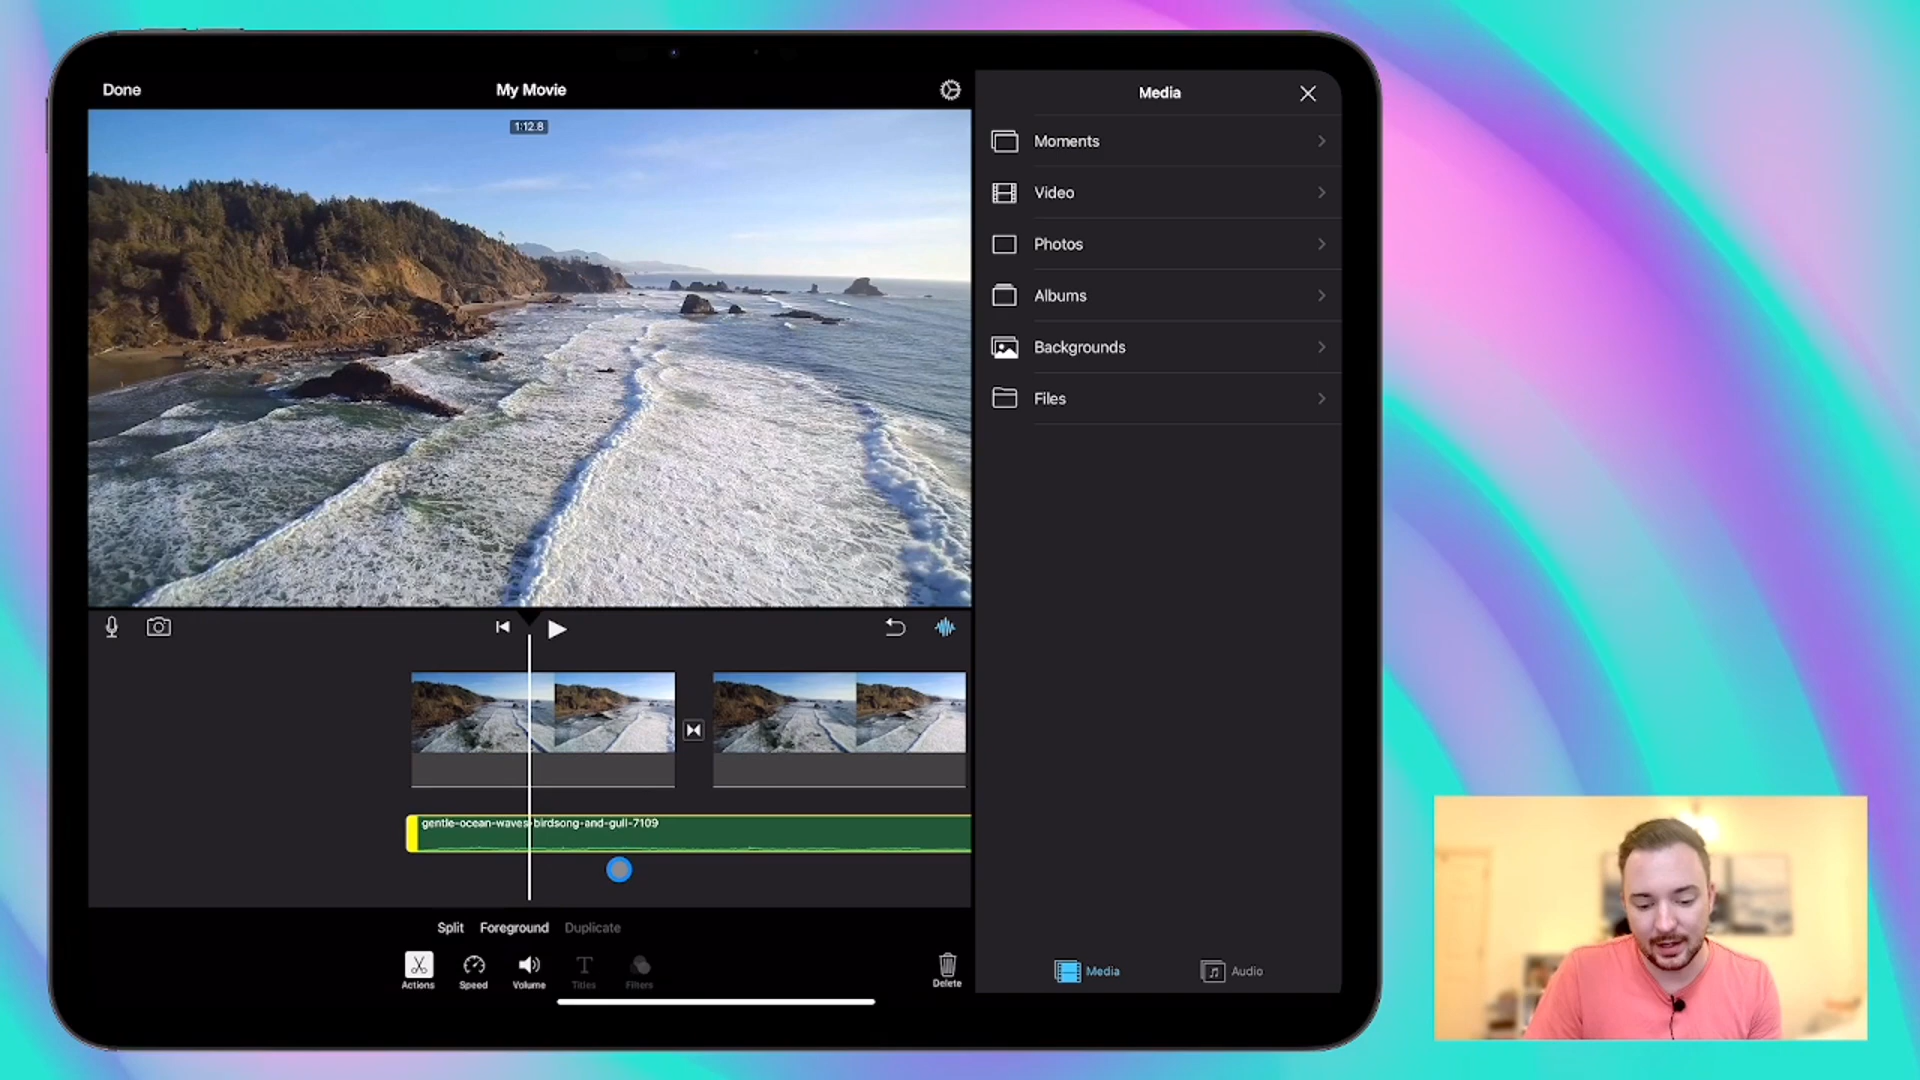 Done
My Movie
1:12.8
Media
Moments
Video
Photos
Albums
Backgrounds
Files
gentle-ocean-waves-birdsong-and-gull-7109
Split
Foreground
Duplicate
Actions
Speed
Volume
Titles
Filters
Delete
Media
Audio